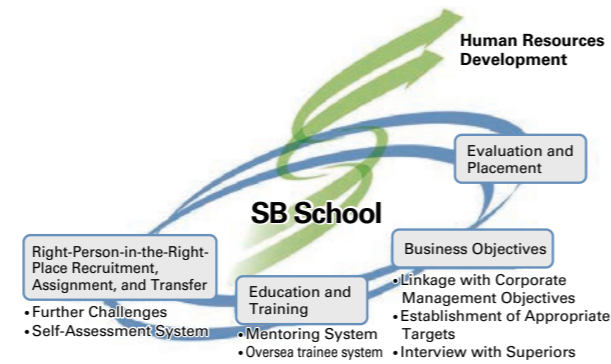 Human Resources
Development
Evaluation and
Placement
SB School
Right-Person-in-the-Right-
Place Recruitment,
Assignment, and Transfer
• Further Challenges
• Self-Assessment System
Education and
Training
• Mentoring System
• Oversea trainee system
Business Objectives
• Linkage with Corporate
Management Objectives
• Establishment of Appropriate
Targets
• Interview with Superiors